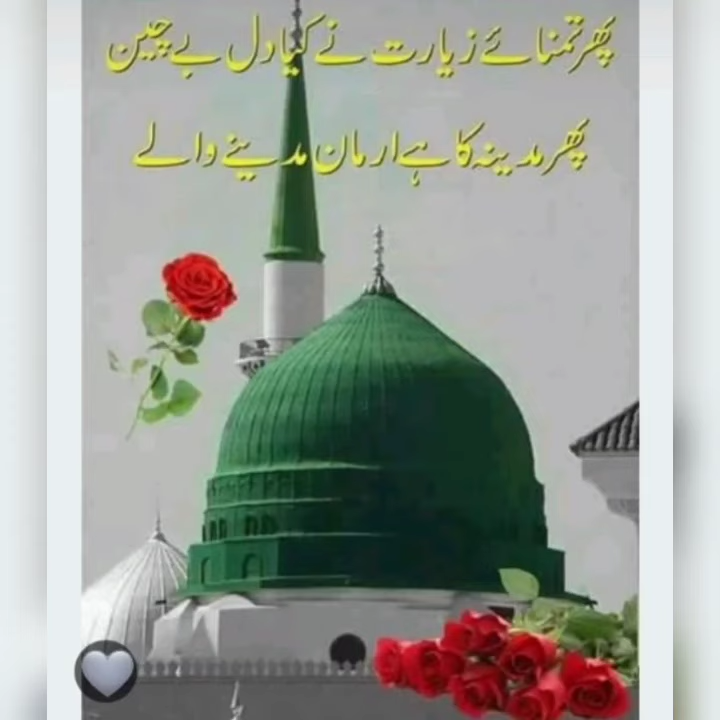 پھر تمنائے زیارت نے کیا دل بے چین
پھر مدینہ کا ہے ارمان مدینے والے